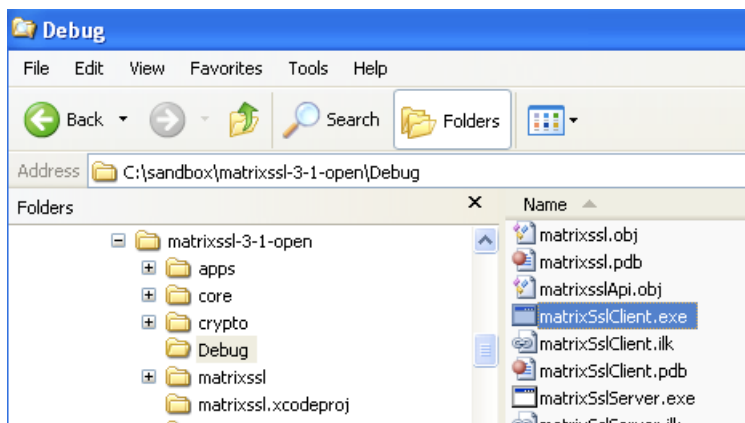 Debug
File Edit View Favorites Tools Help
Back Search Folders
Address C:\sandbox\matrixssl-3-1-open\Debug
Folders x Name
matrixssl-3-1-open
apps
core
crypto
Debug
matrixssl
matrixssl.xcodeproj
matrixssl.obj
matrixssl.pdb
matrixsslApi.obj
matrixSslClient.exe
matrixSslClient.ilk
matrixSslClient.pdb
matrixSslServer.exe
matrixSslServer.ilk